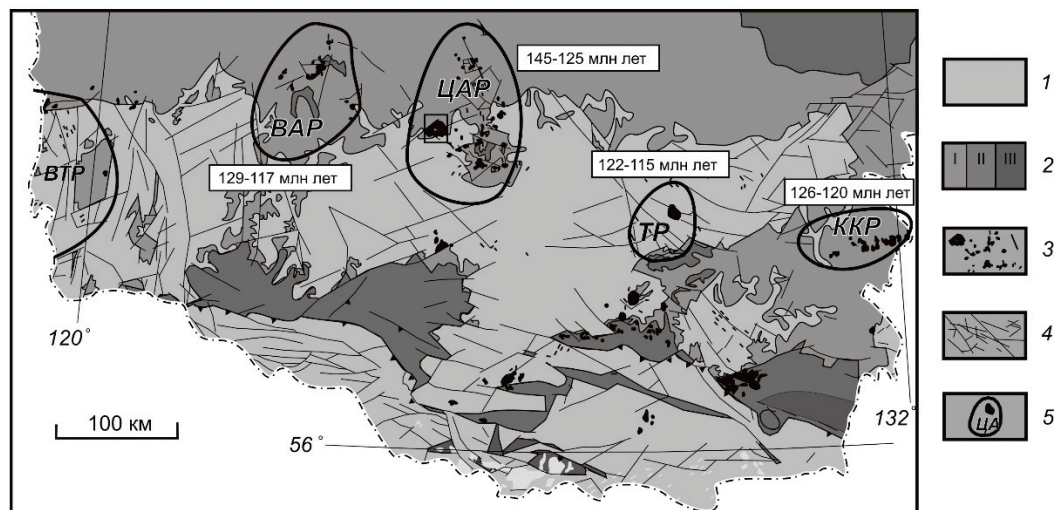 145-125 млн лет
ЦАР
ВАР
ВТР
129-117 млн лет
122-115 млн лет
126-120 млн лет
ТР
ККР
120°
100 км
56°
132°
1
I II III
2
3
4
ЦА
5